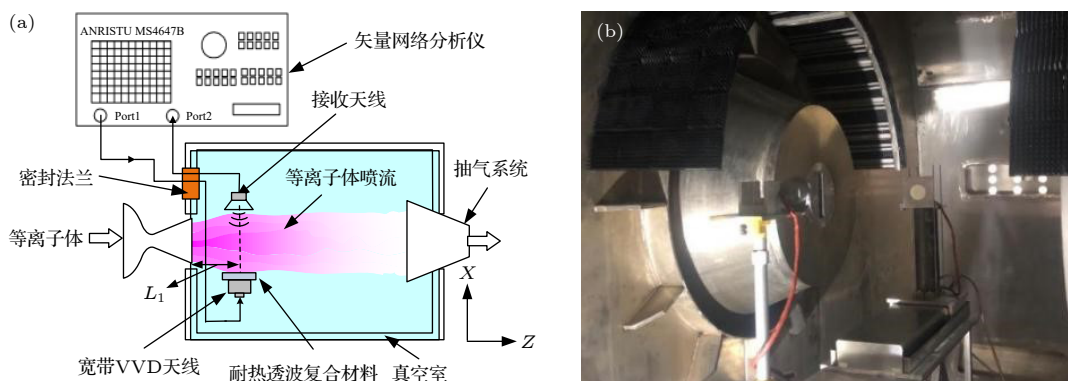 (a)
ANRISTU MS4647B
矢量网络分析仪
Port1
Port2
接收天线
密封法兰
等离子体喷流
抽气系统
等离子体
L₁
X
Z
宽带VVD天线
耐热透波复合材料
真空室
(b)